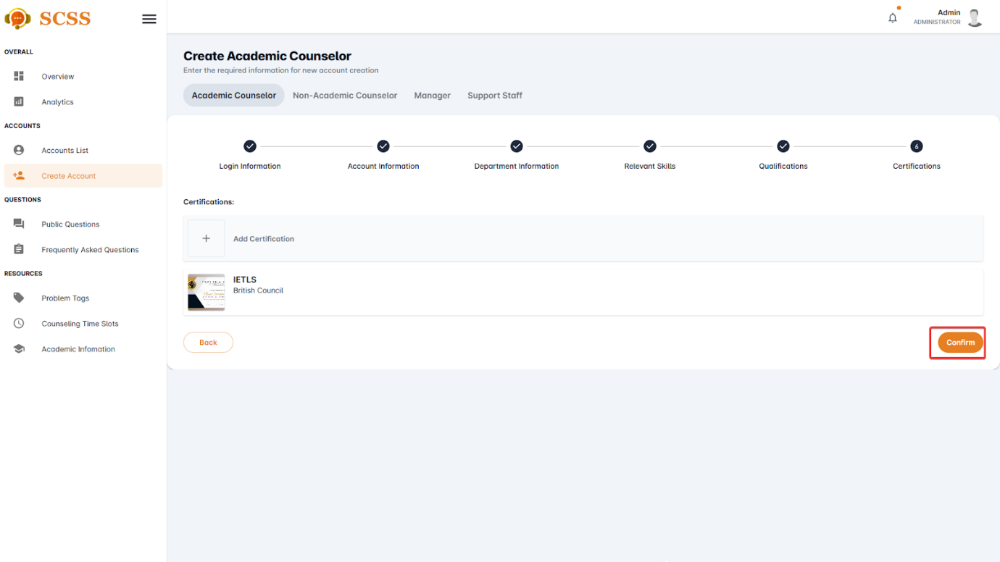 SCSS
Admin
ADMINISTRATOR
OVERALL
Overview
Analytics
ACCOUNTS
Accounts List
Create Account
QUESTIONS
Public Questions
Frequently Asked Questions
RESOURCES
Problem Tags
Counseling Time Slots
Academic Infomation
Create Academic Counselor
Enter the required information for new account creation
Academic Counselor Non-Academic Counselor Manager Support Staff
6
Login Information Account Information Department Information Relevant Skills Qualifications Certifications
Certifications:
+ Add Certification
IETLS
British Council
Back Confirm